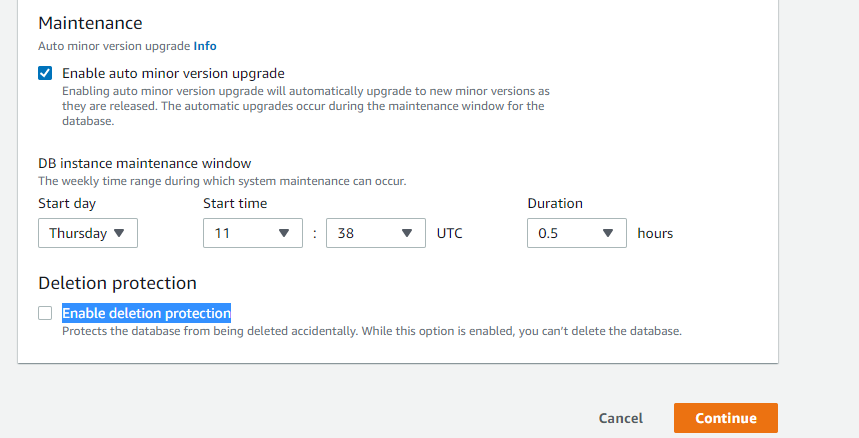 Maintenance
Auto minor version upgrade Info
Enable auto minor version upgrade
Enabling auto minor version upgrade will automatically upgrade to new minor versions as
they are released. The automatic upgrades occur during the maintenance window for the
database.
DB instance maintenance window
The weekly time range during which system maintenance can occur.
Start day Start time Duration
Thursday 11 : 38 UTC 0.5 hours
Deletion protection
Enable deletion protection
Protects the database from being deleted accidentally. While this option is enabled, you can’t delete the database.
Cancel Continue